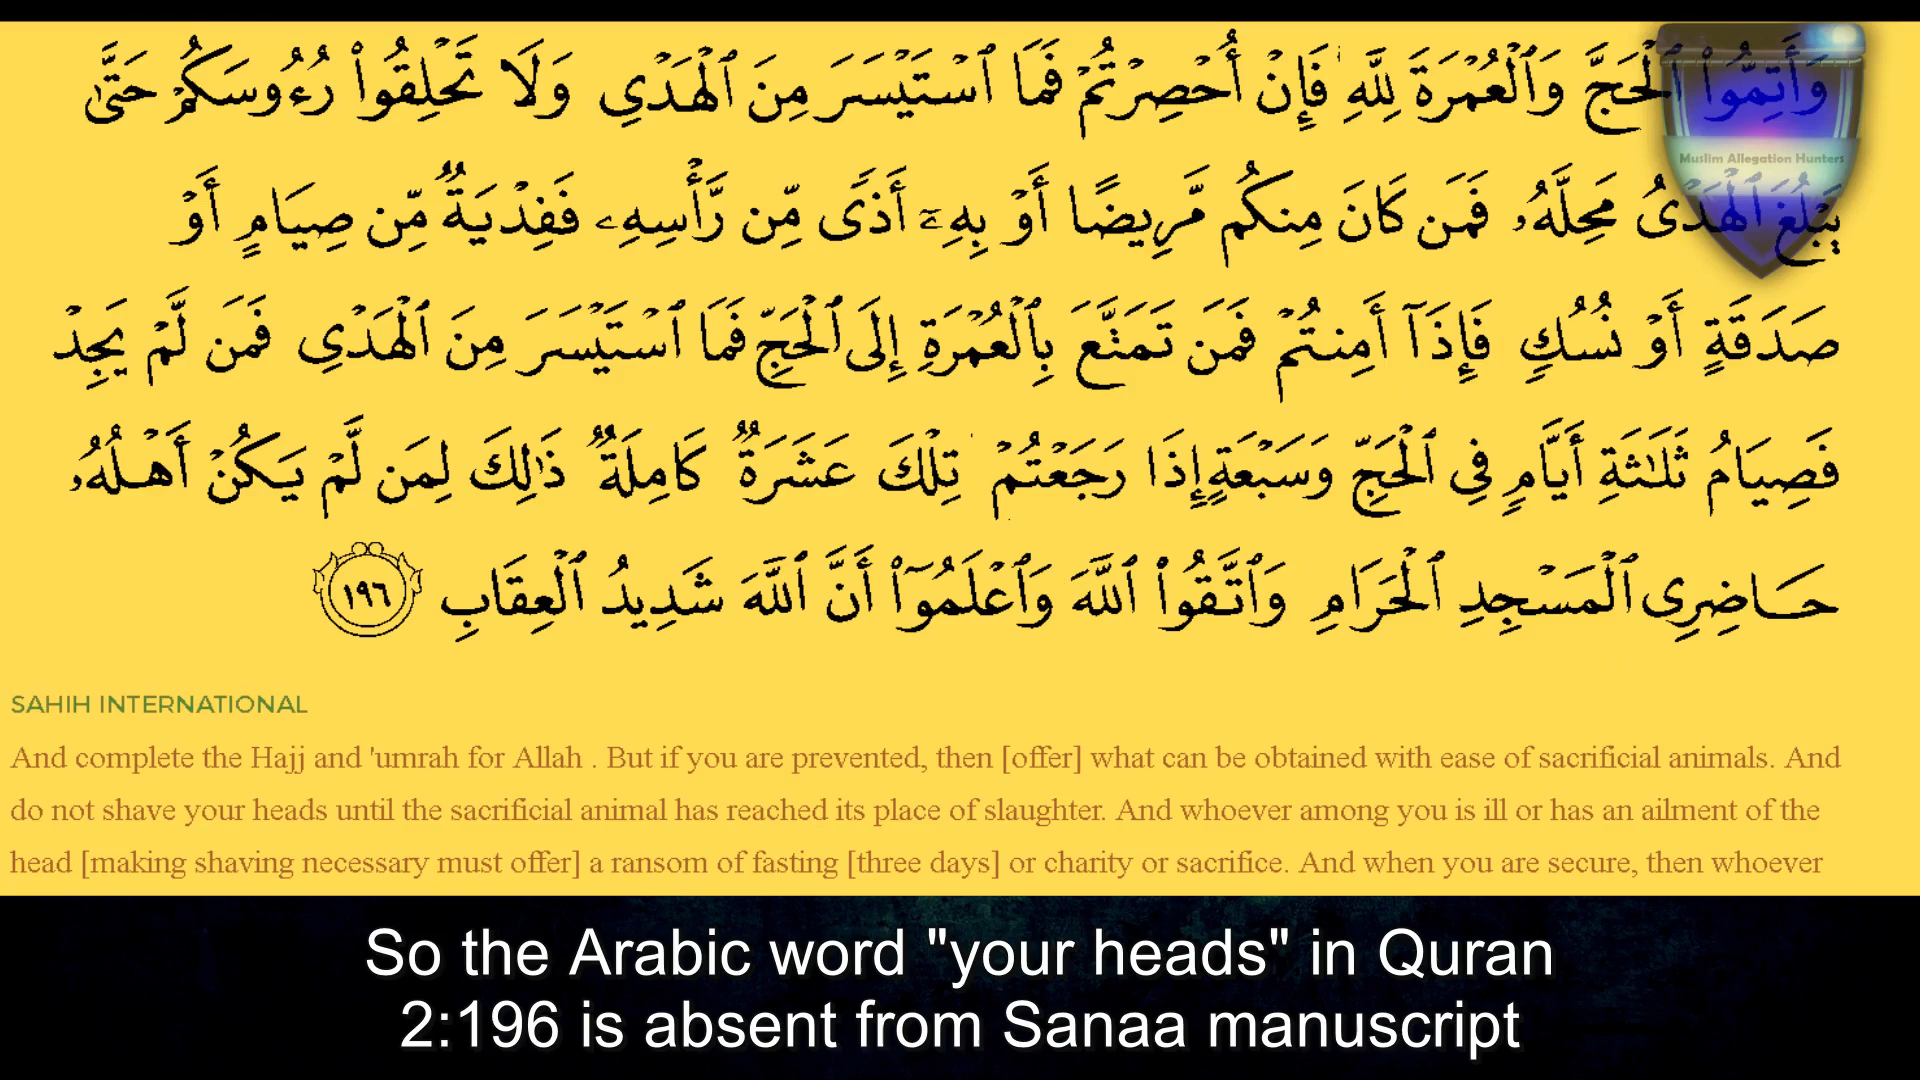 وَأَتِمُّوا۟ ٱلْحَجَّ وَٱلْعُمْرَةَ لِلَّهِ ۚ فَإِنْ أُحْصِرْتُمْ فَمَا ٱسْتَيْسَرَ مِنَ ٱلْهَدْىِ وَلَا تَحْلِقُوا۟ رُءُوسَكُمْ حَتَّىٰ
يَبْلُغَ ٱلْهَدْىُ مَحِلَّهُۥ فَمَن كَانَ مِنكُم مَّرِيضًا أَوْ بِهِۦٓ أَذًى مِّن رَّأْسِهِۦ فَفِدْيَةٌ مِّن صِيَامٍ أَوْ
صَدَقَةٍ أَوْ نُسُكٍ فَإِذَآ أَمِنتُمْ فَمَن تَمَتَّعَ بِٱلْعُمْرَةِ إِلَى ٱلْحَجِّ فَمَا ٱسْتَيْسَرَ مِنَ ٱلْهَدْىِ فَمَن لَّمْ يَجِدْ
فَصِيَامُ ثَلَـٰثَةِ أَيَّامٍ فِى ٱلْحَجِّ وَسَبْعَةٍ إِذَا رَجَعْتُمْ ۗ تِلْكَ عَشَرَةٌ كَامِلَةٌ ذَٰلِكَ لِمَن لَّمْ يَكُنْ أَهْلُهُۥ
حَاضِرِى ٱلْمَسْجِدِ ٱلْحَرَامِ وَٱتَّقُوا۟ ٱللَّهَ وَٱعْلَمُوٓا۟ أَنَّ ٱللَّهَ شَدِيدُ ٱلْعِقَابِ ١٩٦
Muslim Allegation Hunters
SAHIH INTERNATIONAL
And complete the Hajj and 'umrah for Allah . But if you are prevented, then [offer] what can be obtained with ease of sacrificial animals. And
do not shave your heads until the sacrificial animal has reached its place of slaughter. And whoever among you is ill or has an ailment of the
head [making shaving necessary must offer] a ransom of fasting [three days] or charity or sacrifice. And when you are secure, then whoever
So the Arabic word "your heads" in Quran
2:196 is absent from Sanaa manuscript